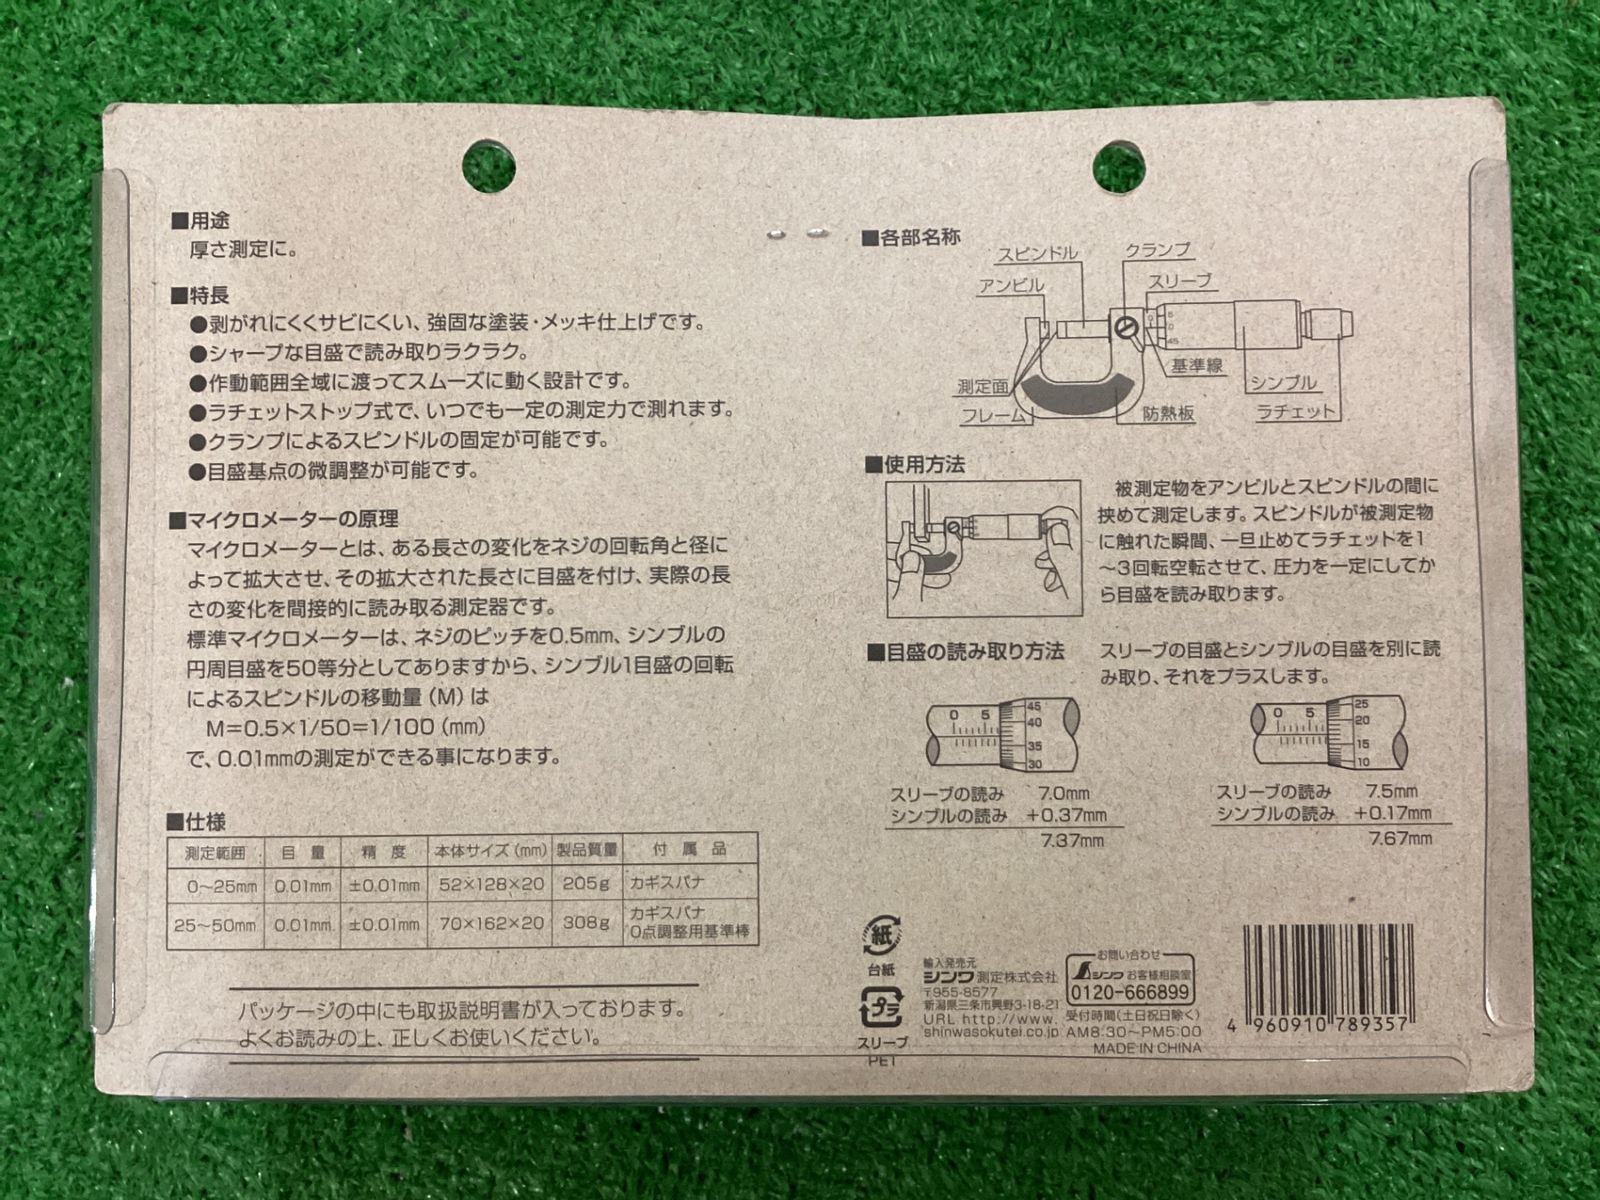 ■用途
厚さ測定に。
■特長
●剥がれにくくサビにくい、強固な塗装・メッキ仕上げです。
●シャープな目盛で読み取りラクラク。
●作動範囲全域に渡ってスムーズに動く設計です。
●ラチェットストップ式で、いつでも一定の測定力で測れます。
●クランプによるスピンドルの固定が可能です。
●目盛基点の微調整が可能です。
■マイクロメーターの原理
マイクロメーターとは、ある長さの変化をネジの回転角と径に
よって拡大させ、その拡大された長さに目盛を付け、実際の長
さの変化を間接的に読み取る測定器です。
標準マイクロメーターは、ネジのピッチを0.5mm、シンブルの
円周目盛を50等分としてありますから、シンブル1目盛の回転
によるスピンドルの移動量（M）は
M＝0.5×1/50＝1/100（mm）
で、0.01mmの測定ができる事になります。
■仕様
測定範囲 目量 精度 本体サイズ（mm） 製品質量 付属品
0～25mm 0.01mm ±0.01mm 52×128×20 205g カギスパナ
25～50mm 0.01mm ±0.01mm 70×162×20 308g カギスパナ
0点調整用基準棒
パッケージの中にも取扱説明書が入っております。
よくお読みの上、正しくお使いください。
■各部名称
スピンドル
クランプ
アンビル
スリーブ
5
0
45
0
測定面
基準線
シンブル
フレーム
防熱板
ラチェット
■使用方法
被測定物をアンビルとスピンドルの間に
挟めて測定します。スピンドルが被測定物
に触れた瞬間、一旦止めてラチェットを1
～3回転空転させて、圧力を一定にしてか
ら目盛を読み取ります。
■目盛の読み取り方法
スリーブの目盛とシンブルの目盛を別に読
み取り、それをプラスします。
0 5 45 40 35 30
スリーブの読み 7.0mm
シンブルの読み +0.37mm
7.37mm
0 5 25 20 15 10
スリーブの読み 7.5mm
シンブルの読み +0.17mm
7.67mm
紙
台紙
プラ
スリーブ
PET
輸入発売元
シンワ測定株式会社
〒955-8577
新潟県三条市興野3-18-21
URL http://www.
shinwasokutei.co.jp
お問い合わせ
シンワ お客様相談室
0120-666899
受付時間（土日祝日除く）
AM8:30～PM5:00
MADE IN CHINA
4 960910 789357